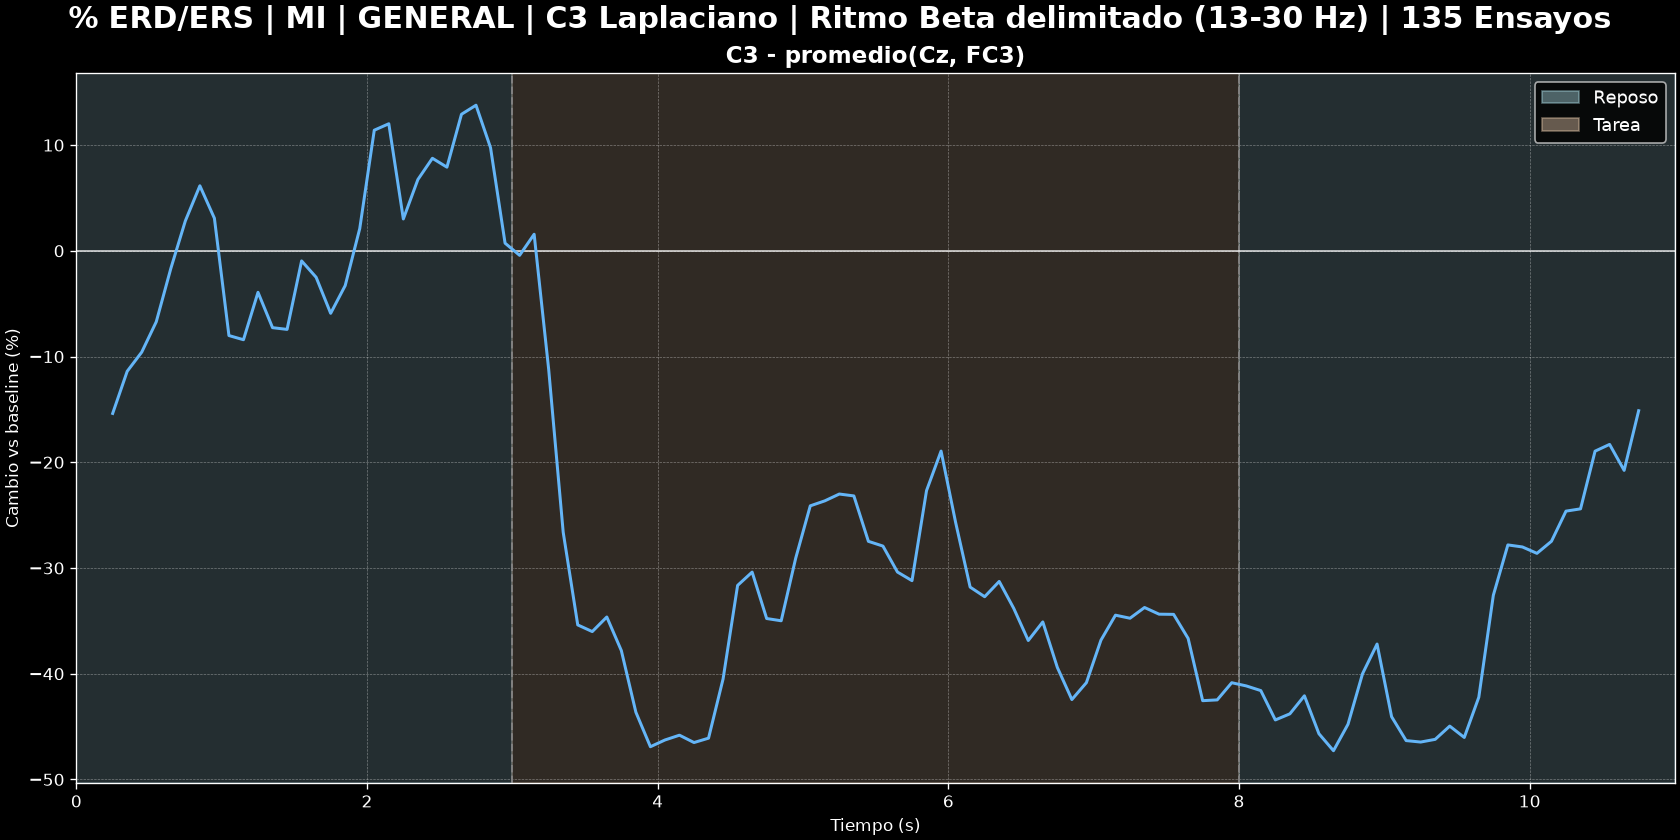 % ERD/ERS | MI | GENERAL | C3 Laplaciano | Ritmo Beta delimitado (13-30 Hz) | 135 Ensayos
C3 - promedio(Cz, FC3)
Reposo
Tarea
Cambio vs baseline (%)
10
0
−10
−20
−30
−40
−50
0 2 4 6 8 10
Tiempo (s)